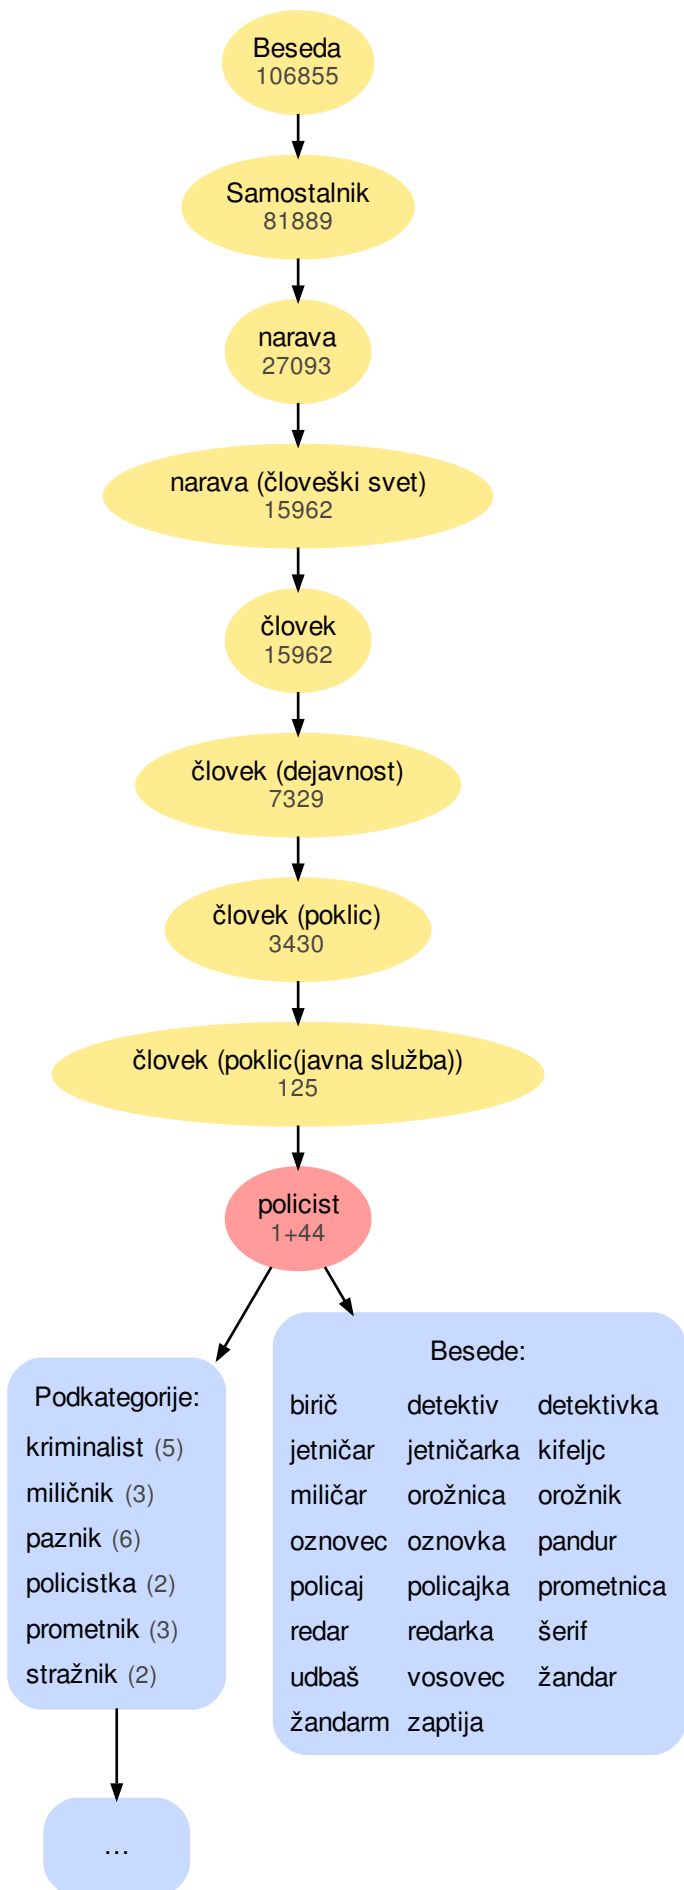 Beseda
106855
Samostalnik
81889
narava
27093
narava (človeški svet)
15962
človek
15962
človek (dejavnost)
7329
človek (poklic)
3430
človek (poklic(javna služba))
125
policist
1+44
Podkategorije:
kriminalist (5)
miličnik (3)
paznik (6)
policistka (2)
prometnik (3)
stražnik (2)
...
Besede:
birič detektiv detektivka
jetničar jetničarka kifeljc
miličar orožnica orožnik
oznovec oznovka pandur
policaj policajka prometnica
redar redarka šerif
udbaš vosovec žandar
žandarm zaptija